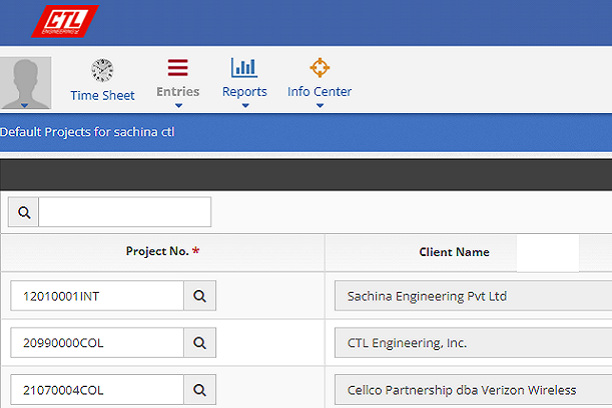 CTL
ENGINEERING
Time Sheet
Entries
Reports
Info Center
Default Projects for sachina ctl
Project No. *
Client Name
12010001INT
Sachina Engineering Pvt Ltd
20990000COL
CTL Engineering, Inc.
21070004COL
Cellco Partnership dba Verizon Wireless